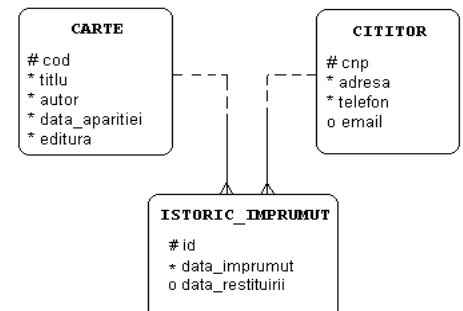 CARTE
# cod
* titlu
* autor
* data_aparitiei
* editura
CITITOR
# cnp
* adresa
* telefon
o email
ISTORIC_IMPRUMUT
# id
* data_imprumut
o data_restituirii